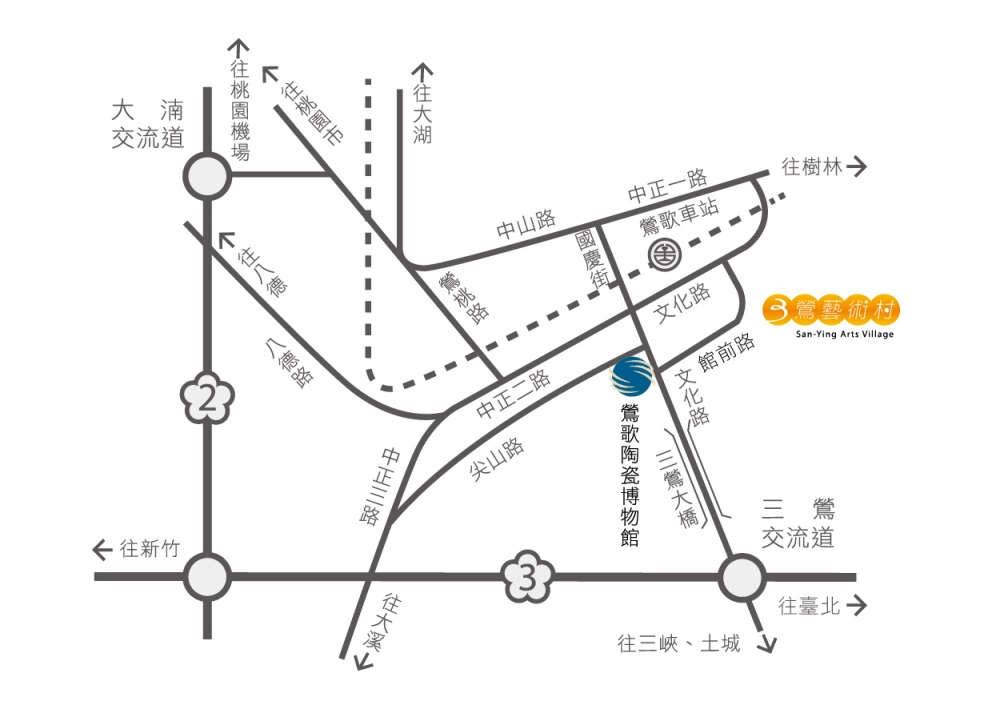 往桃園機場
往桃園市
往大湖
大 湳
交流道
往樹林
中正一路
中山路
鶯歌車站
國慶街
往八德
鶯桃路
文化路
3鶯藝術村
San-Ying Arts Village
八德路
館前路
中正二路
文化路
2
鶯歌陶瓷博物館
尖山路
中正三路
三鶯大橋
三 鶯
交流道
往新竹
3
往臺北
往大溪
往三峽、土城